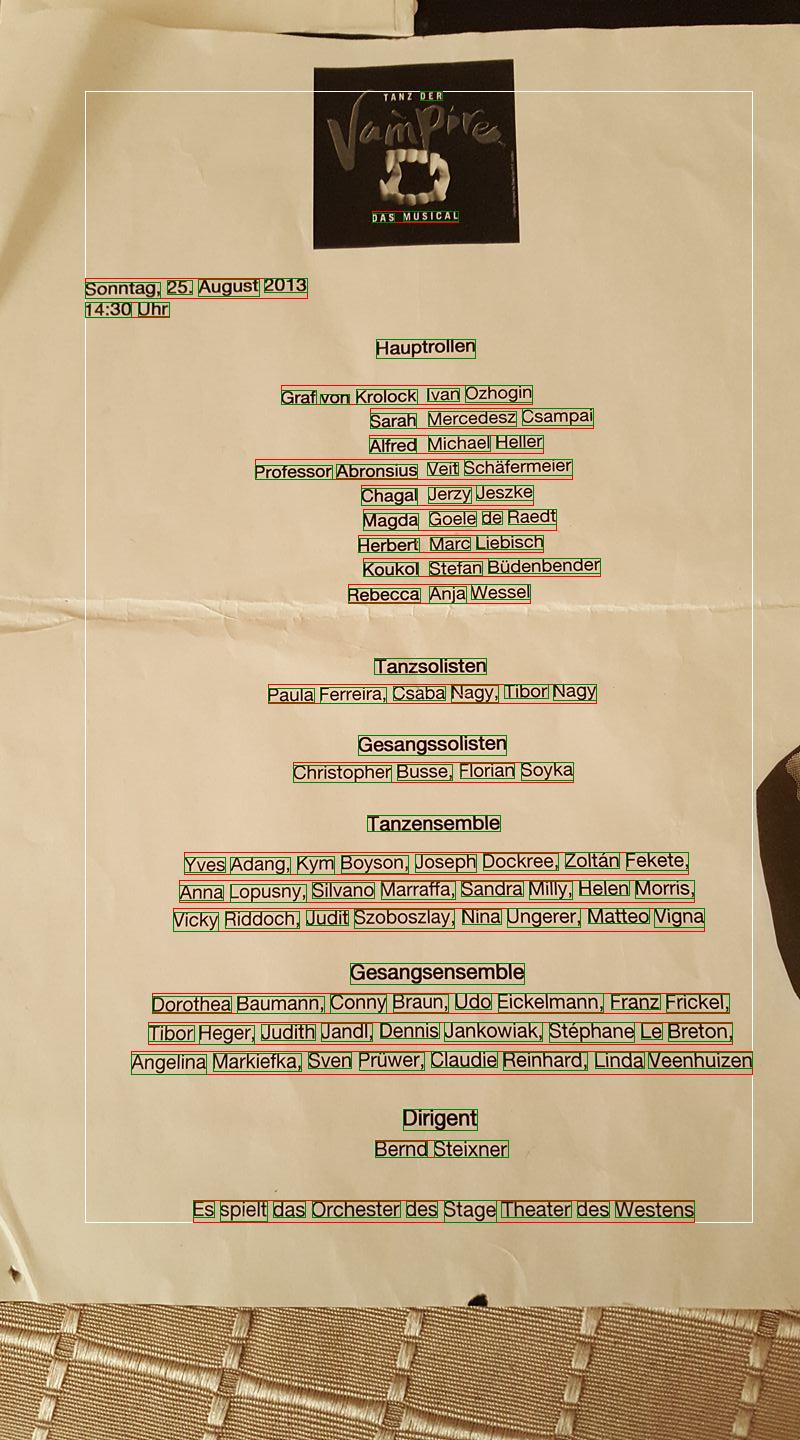 TANZ DER
Vampire
DAS MUSICAL
Sonntag, 25. August 2013
14:30 Uhr
Hauptrollen
Graf von Krolock Ivan Ozhogin
Sarah Mercedesz Csampai
Alfred Michael Heller
Professor Abronsius Veit Schäfermeier
Chagal Jerzy Jeszke
Magda Goele de Raedt
Herbert Marc Liebisch
Koukol Stefan Büdenbender
Rebecca Anja Wessel
Tanzsolisten
Paula Ferreira, Csaba Nagy, Tibor Nagy
Gesangssolisten
Christopher Busse, Florian Soyka
Tanzensemble
Yves Adang, Kym Boyson, Joseph Dockree, Zoltán Fekete,
Anna Lopusny, Silvano Marraffa, Sandra Milly, Helen Morris,
Vicky Riddoch, Judit Szoboszlay, Nina Ungerer, Matteo Vigna
Gesangsensemble
Dorothea Baumann, Conny Braun, Udo Eickelmann, Franz Frickel,
Tibor Heger, Judith Jandl, Dennis Jankowiak, Stéphane Le Breton,
Angelina Markiefka, Sven Prüwer, Claudie Reinhard, Linda Veenhuizen
Dirigent
Bernd Steixner
Es spielt das Orchester des Stage Theater des Westens